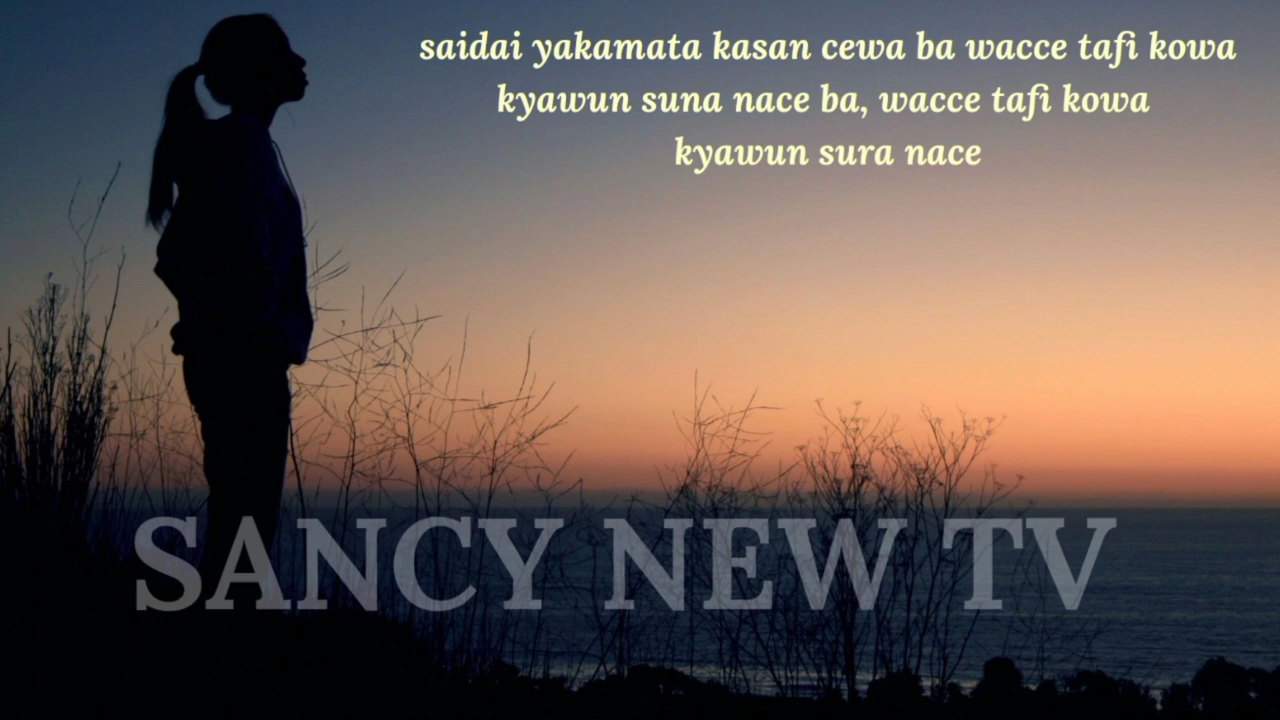 saidai yakamata kasan cewa ba wacce tafi kowa
kyawun suna nace ba, wacce tafi kowa
kyawun sura nace
SANCY NEW TV